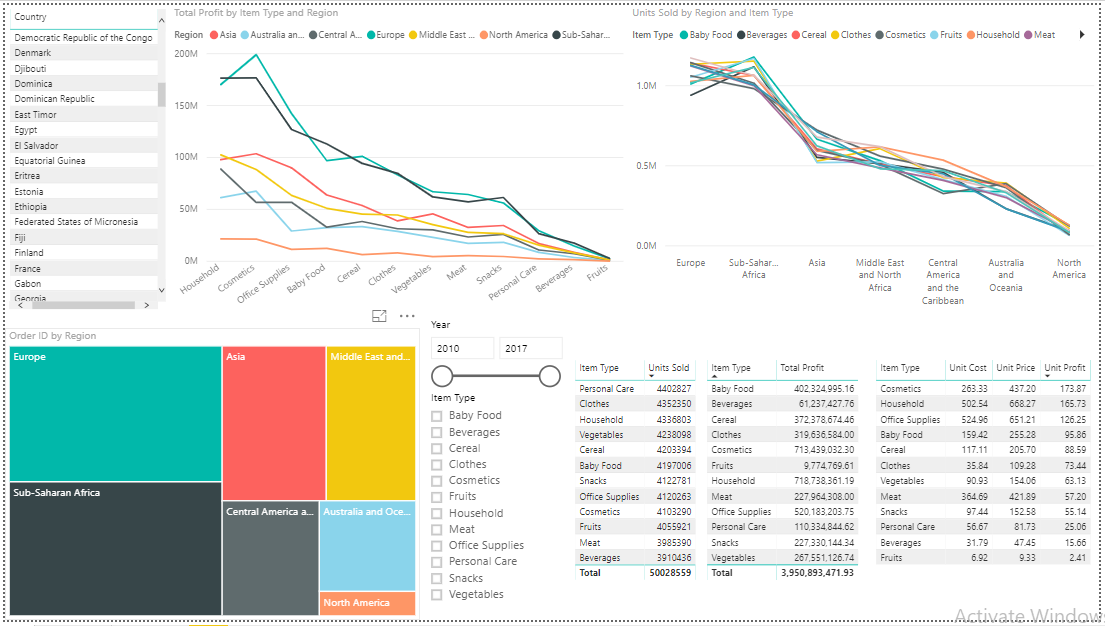 Country
Democratic Republic of the Congo
Denmark
Djibouti
Dominica
Dominican Republic
East Timor
Egypt
El Salvador
Equatorial Guinea
Eritrea
Estonia
Ethiopia
Federated States of Micronesia
Fiji
Finland
France
Gabon
Georgia
Total Profit by Item Type and Region
Region Asia Australia an... Central A... Europe Middle East ... North America Sub-Sahar...
200M
150M
100M
50M
0M
Household Cosmetics Office Supplies Baby Food Cereal Clothes Vegetables Meat Snacks Personal Care Beverages Fruits
Units Sold by Region and Item Type
Item Type Baby Food Beverages Cereal Clothes Cosmetics Fruits Household Meat
1.0M
0.5M
0.0M
Europe Sub-Sahar... Asia Middle East Central Australia North
Africa and North America and America
Africa and the Oceania
Caribbean
Order ID by Region
Europe
Asia
Middle East and...
Sub-Saharan Africa
Central America a...
Australia and Oce...
North America
Year
2010 2017
Item Type
Baby Food
Beverages
Cereal
Clothes
Cosmetics
Fruits
Household
Meat
Office Supplies
Personal Care
Snacks
Vegetables
Item Type Units Sold
Personal Care 4402827
Clothes 4352350
Household 4336803
Vegetables 4238098
Cereal 4203394
Baby Food 4197006
Snacks 4122781
Office Supplies 4120263
Cosmetics 4103290
Fruits 4055921
Meat 3985390
Beverages 3910436
Total 50028559
Item Type Total Profit
Baby Food 402,324,995.16
Beverages 61,237,427.76
Cereal 372,378,674.46
Clothes 319,636,584.00
Cosmetics 713,439,032.30
Fruits 9,774,769.61
Household 718,738,361.19
Meat 227,964,308.00
Office Supplies 520,183,203.75
Personal Care 110,334,844.62
Snacks 227,330,144.34
Vegetables 267,551,126.74
Total 3,950,893,471.93
Item Type Unit Cost Unit Price Unit Profit
Cosmetics 263.33 437.20 173.87
Household 502.54 668.27 165.73
Office Supplies 524.96 651.21 126.25
Baby Food 159.42 255.28 95.86
Cereal 117.11 205.70 88.59
Clothes 35.84 109.28 73.44
Vegetables 90.93 154.06 63.13
Meat 364.69 421.89 57.20
Snacks 97.44 152.58 55.14
Personal Care 56.67 81.73 25.06
Beverages 31.79 47.45 15.66
Fruits 6.92 9.33 2.41
Activate Window